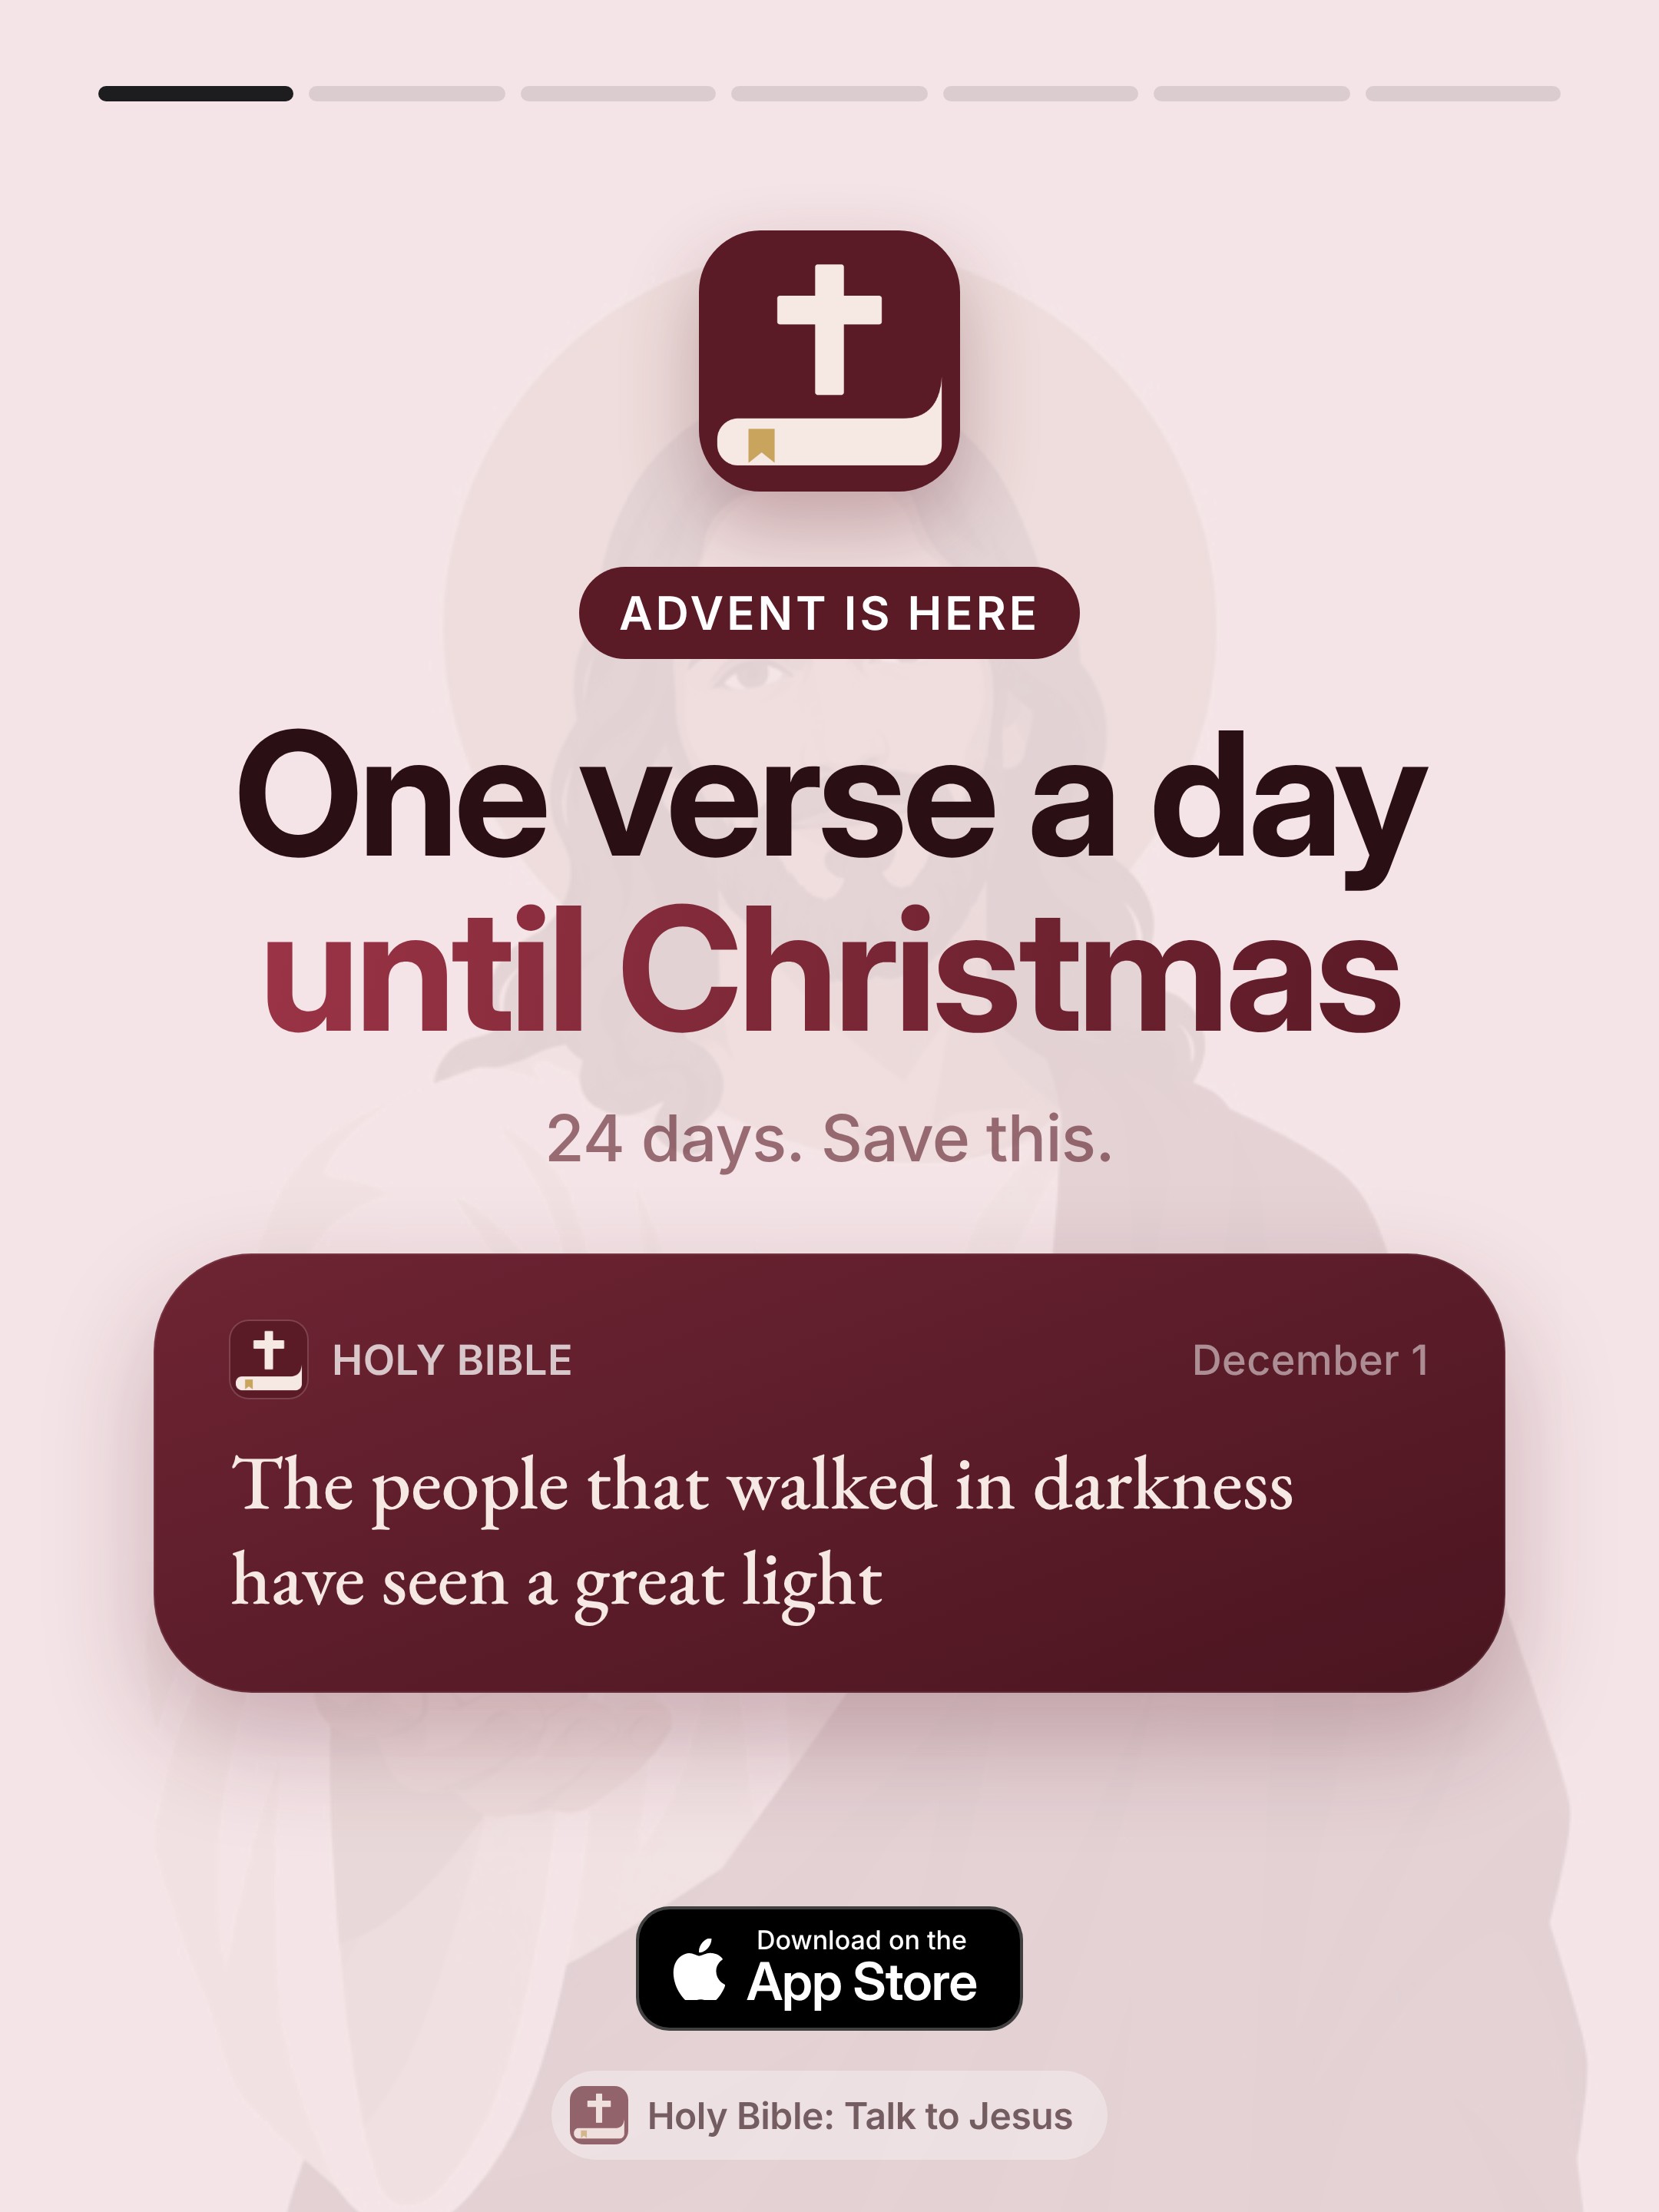 ADVENT IS HERE
One verse a day
until Christmas
24 days. Save this.
HOLY BIBLE
December 1
The people that walked in darkness
have seen a great light
Download on the
App Store
Holy Bible: Talk to Jesus